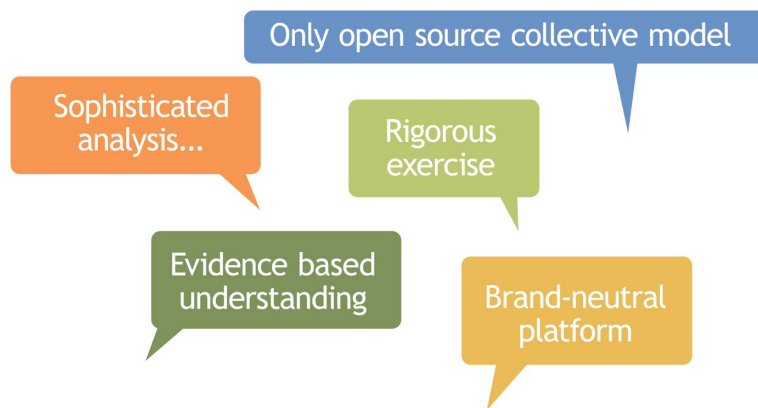 Only open source collective model
Sophisticated
analysis...
Rigorous
exercise
Evidence based
understanding
Brand-neutral
platform